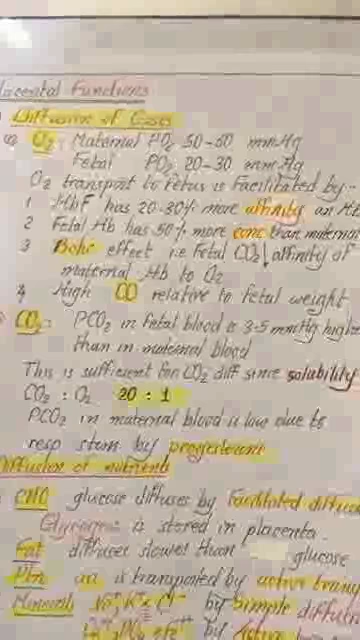 Placental Functions
Diffusion of Gases
O2: Maternal PO2 50-60 mmHg
Fetal PO2 20-30 mmHg
O2 transport to fetus is Facilitated by:-
1 HbF has 20-30% more affinity
2 Fetal Hb has 50% more conc than maternal
3 Bohr effect i.e fetal CO2↓ affinity of
maternal Hb to O2
4 High CO relative to fetal weight
CO2: PCO2 in fetal blood is 3-5 mmHg higher
than in maternal blood
This is sufficient for CO2 diff since solubility
CO2 : O2 20 : 1
PCO2 in maternal blood is low due to
resp stim by progesterone
Diffusion of nutrients
CHO glucose diffuses by Facilitated diffusion
Glycogen is stored in placenta
Fat diffuses slower than glucose
Ptn aa is transported by active
Minerals Na+ K+ Cl- by simple diffusion
by